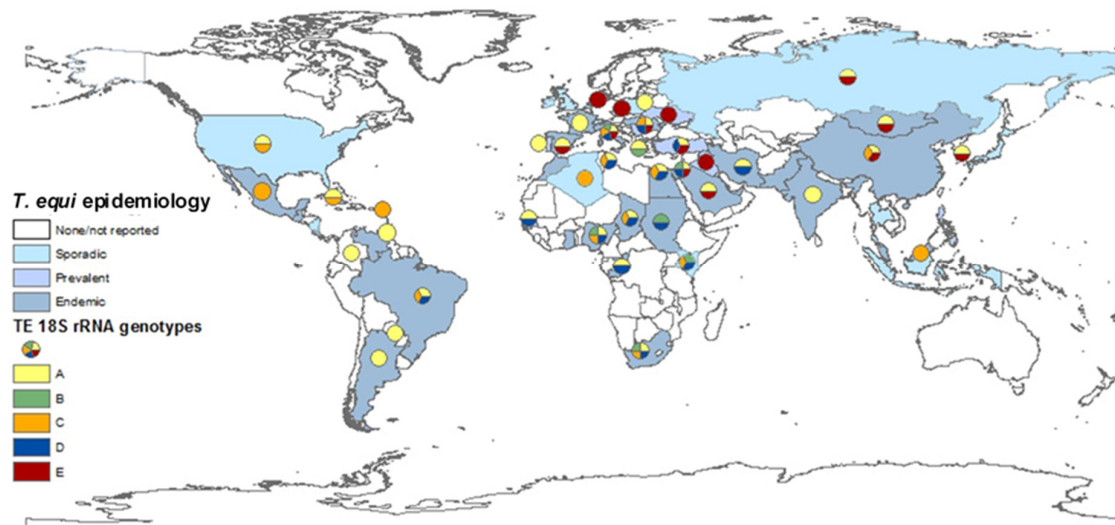 T. equi epidemiology
None/not reported
Sporadic
Prevalent
Endemic
TE 18S rRNA genotypes
A
B
C
D
E